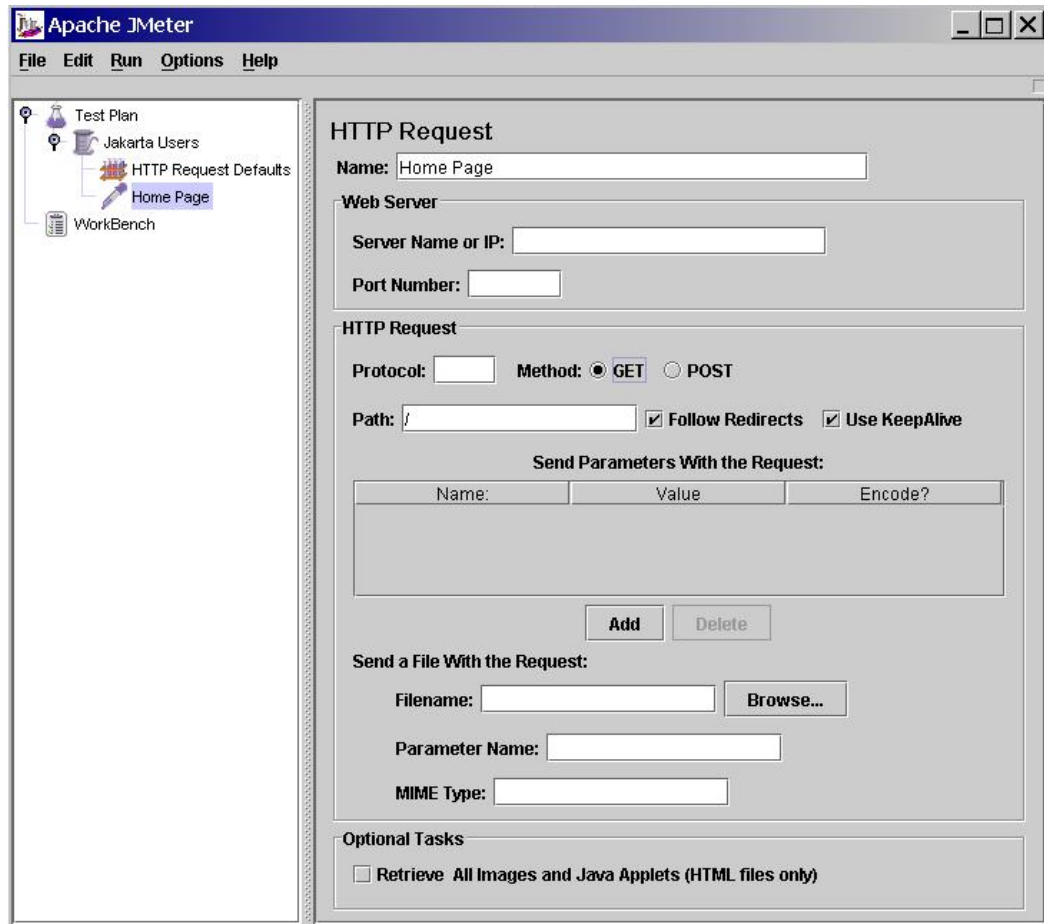 Apache JMeter
File Edit Run Options Help
Test Plan
Jakarta Users
HTTP Request Defaults
Home Page
WorkBench
HTTP Request
Name: Home Page
Web Server
Server Name or IP:
Port Number:
HTTP Request
Protocol: Method: GET POST
Path: / Follow Redirects Use KeepAlive
Send Parameters With the Request:
Name: Value Encode?
Add Delete
Send a File With the Request:
Filename: Browse...
Parameter Name:
MIME Type:
Optional Tasks
Retrieve All Images and Java Applets (HTML files only)